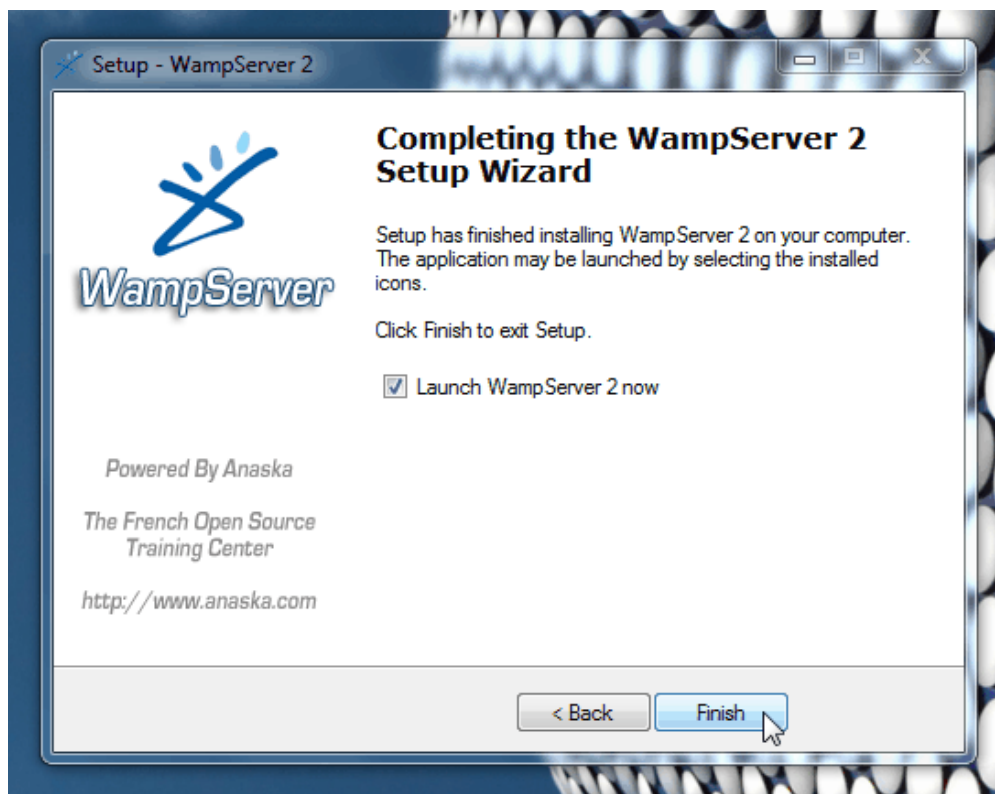 Setup - WampServer 2
WampServer
Completing the WampServer 2
Setup Wizard
Setup has finished installing WampServer 2 on your computer.
The application may be launched by selecting the installed
icons.
Click Finish to exit Setup.
Launch WampServer 2 now
Powered By Anaska
The French Open Source
Training Center
http://www.anaska.com
< Back
Finish